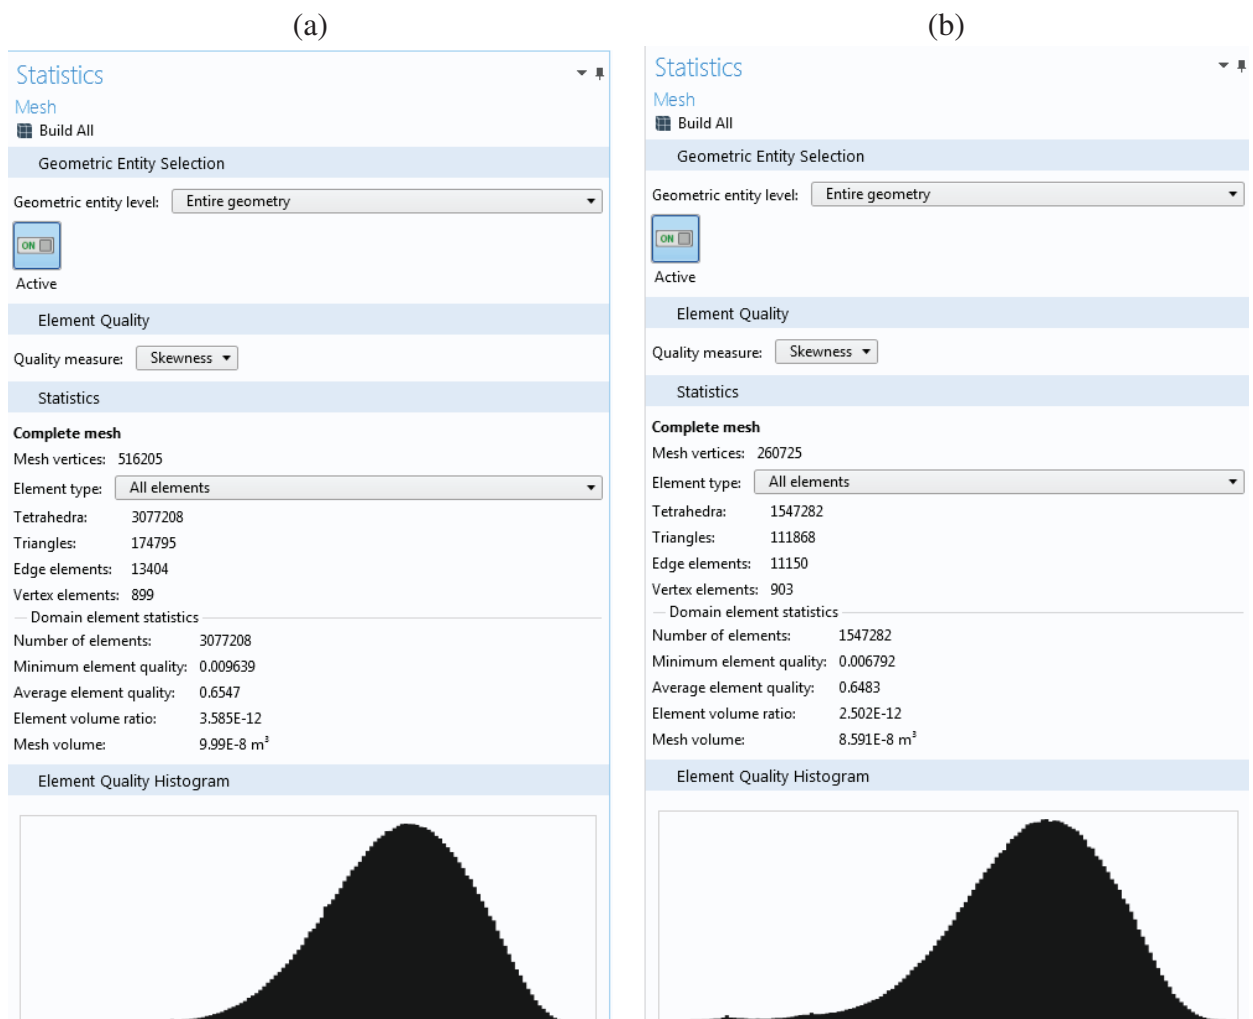 (a)
Statistics
Mesh
Build All
Geometric Entity Selection
Geometric entity level: Entire geometry
ON
Active
Element Quality
Quality measure: Skewness
Statistics
Complete mesh
Mesh vertices: 516205
Element type: All elements
Tetrahedra: 3077208
Triangles: 174795
Edge elements: 13404
Vertex elements: 899
Domain element statistics
Number of elements: 3077208
Minimum element quality: 0.009639
Average element quality: 0.6547
Element volume ratio: 3.585E-12
Mesh volume: 9.99E-8 m³
Element Quality Histogram
(b)
Statistics
Mesh
Build All
Geometric Entity Selection
Geometric entity level: Entire geometry
ON
Active
Element Quality
Quality measure: Skewness
Statistics
Complete mesh
Mesh vertices: 260725
Element type: All elements
Tetrahedra: 1547282
Triangles: 111868
Edge elements: 11150
Vertex elements: 903
Domain element statistics
Number of elements: 1547282
Minimum element quality: 0.006792
Average element quality: 0.6483
Element volume ratio: 2.502E-12
Mesh volume: 8.591E-8 m³
Element Quality Histogram